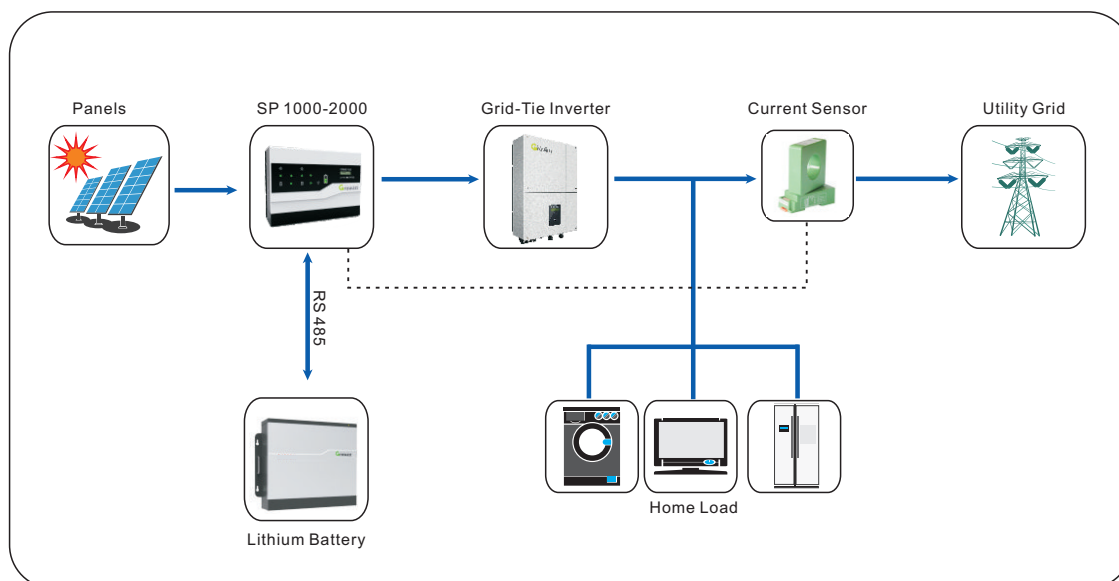 Panels
SP 1000-2000
Grid-Tie Inverter
Current Sensor
Utility Grid
RS 485
Home Load
Lithium Battery